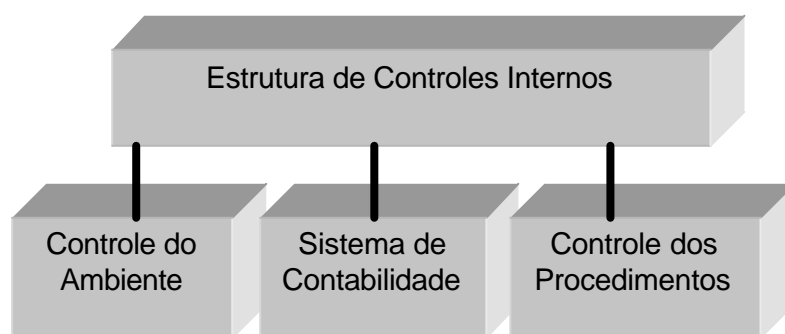 Estrutura de Controles Internos
Controle do
Ambiente
Sistema de
Contabilidade
Controle dos
Procedimentos